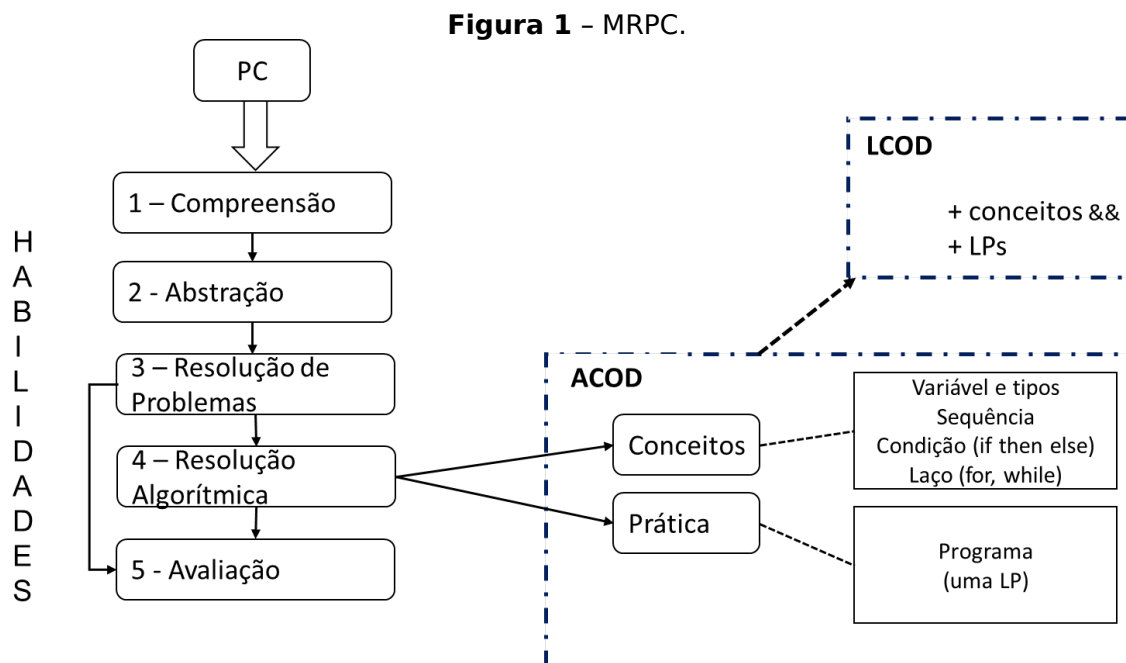 Figura 1 – MRPC.
PC
HABILIDADES
1 – Compreensão
2 - Abstração
3 – Resolução de
Problemas
4 – Resolução
Algorítmica
5 - Avaliação
LCOD
+ conceitos &&
+ LPs
ACOD
Conceitos
Prática
Variável e tipos
Sequência
Condição (if then else)
Laço (for, while)
Programa
(uma LP)